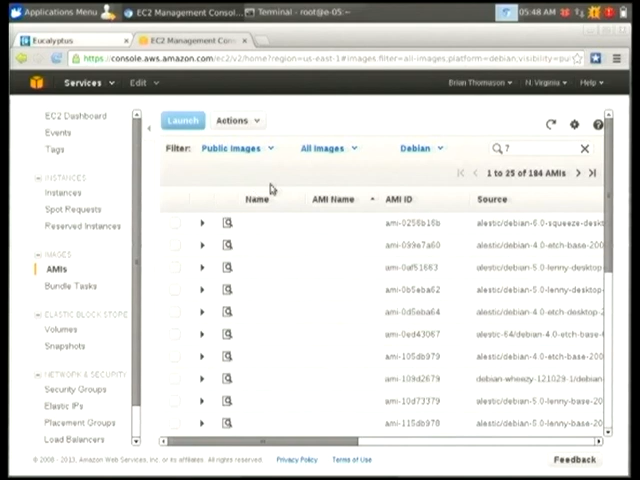 Applications Menu EC2 Management Consol... Terminal - root@e-05:~ 05:48 AM
Eucalyptus EC2 Management Con
https://console.aws.amazon.com/ec2/v2/home?region=us-east-1#images:filter=all-images;platform=debian;visibility=pu
Services Edit Brian Thomason N. Virginia Help
EC2 Dashboard
Events
Tags
INSTANCES
Instances
Spot Requests
Reserved Instances
IMAGES
AMIs
Bundle Tasks
ELASTIC BLOCK STORE
Volumes
Snapshots
NETWORK & SECURITY
Security Groups
Elastic IPs
Placement Groups
Load Balancers
Launch Actions
Filter: Public Images All Images Debian 7
1 to 25 of 184 AMIs
Name AMI Name AMI ID Source
ami-0256b16b alestic/debian-6.0-squeeze-deskt
ami-099e7a60 alestic/debian-4.0-etch-base-200
ami-0af51663 alestic/debian-5.0-lenny-desktop
ami-0b5eba62 alestic/debian-5.0-lenny-desktop-
ami-0d5eba64 alestic/debian-4.0-etch-desktop-
ami-0ed43067 alestic-64/debian-4.0-etch-base-
ami-105db979 alestic/debian-4.0-etch-base-200
ami-109d2679 debian-wheezy-121029-1/debian-
ami-10d73379 alestic/debian-5.0-lenny-base-20
ami-115db978 alestic/debian-5.0-lenny-base-200
© 2008 - 2013, Amazon Web Services, Inc. or its affiliates. All rights reserved. Privacy Policy Terms of Use Feedback